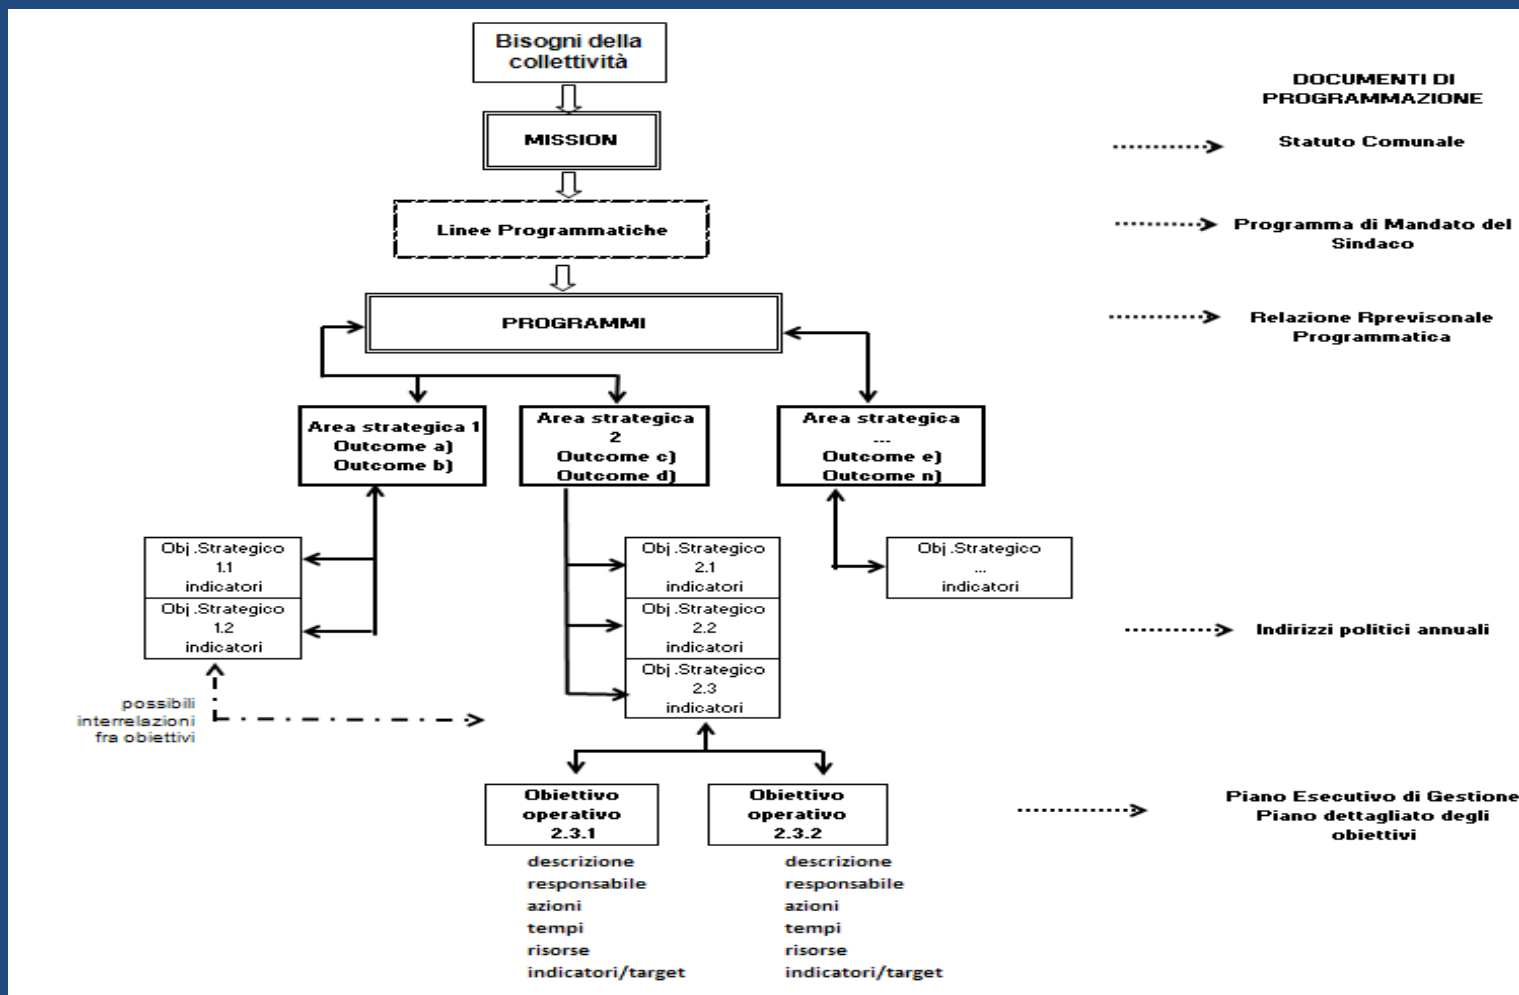 Bisogni della
collettività
DOCUMENTI DI
PROGRAMMAZIONE
MISSION
Statuto Comunale
Linee Programmatiche
Programma di Mandato del
Sindaco
PROGRAMMI
Relazione Rprevisonale
Programmatica
Area strategica 1
Outcome a)
Outcome b)
Area strategica
2
Outcome c)
Outcome d)
Area strategica
...
Outcome e)
Outcome n)
Obj.Strategico
1.1
indicatori
Obj.Strategico
1.2
indicatori
Obj.Strategico
2.1
indicatori
Obj.Strategico
2.2
indicatori
Obj.Strategico
2.3
indicatori
Obj.Strategico
...
indicatori
Indirizzi politici annuali
possibili
interrelazioni
fra obiettivi
Obiettivo
operativo
2.3.1
Obiettivo
operativo
2.3.2
Piano Esecutivo di Gestione
Piano dettagliato degli
obiettivi
descrizione
responsabile
azioni
tempi
risorse
indicatori/target
descrizione
responsabile
azioni
tempi
risorse
indicatori/target